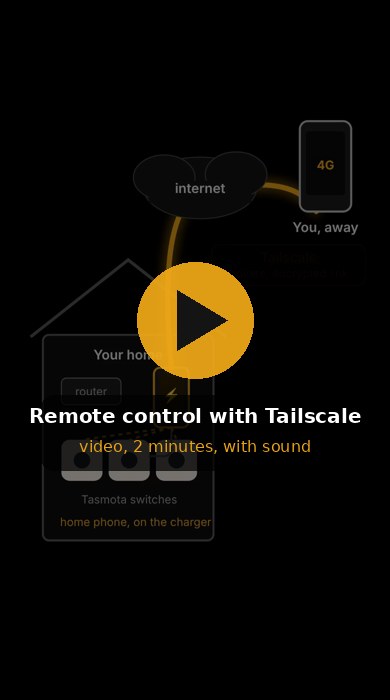 4G
internet
You, away
Your home
router
Remote control with Tailscale
video, 2 minutes, with sound
Tasmota switches
home phone, on the charger